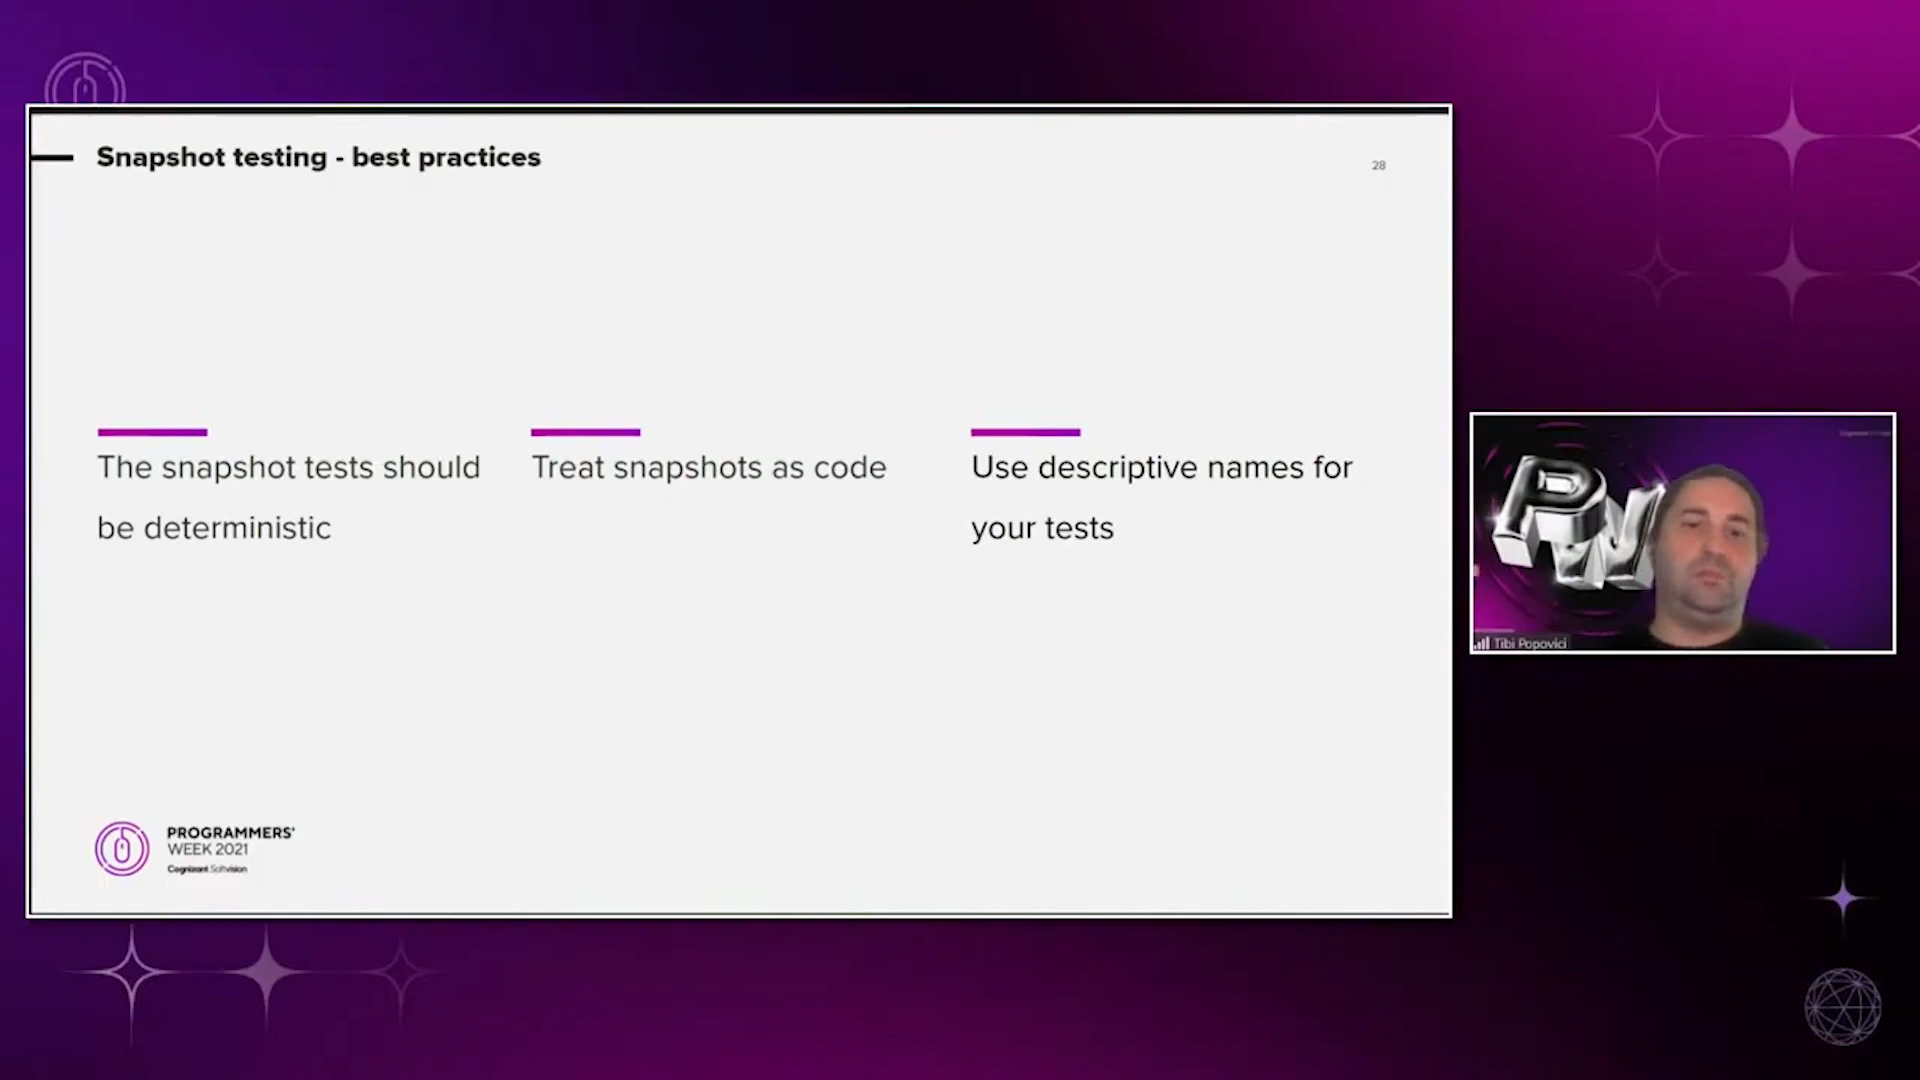 Snapshot testing - best practices
28
The snapshot tests should
be deterministic
Treat snapshots as code
Use descriptive names for
your tests
PW
Tibi Popovici
PROGRAMMERS'
WEEK 2021
Cognizant Softvision